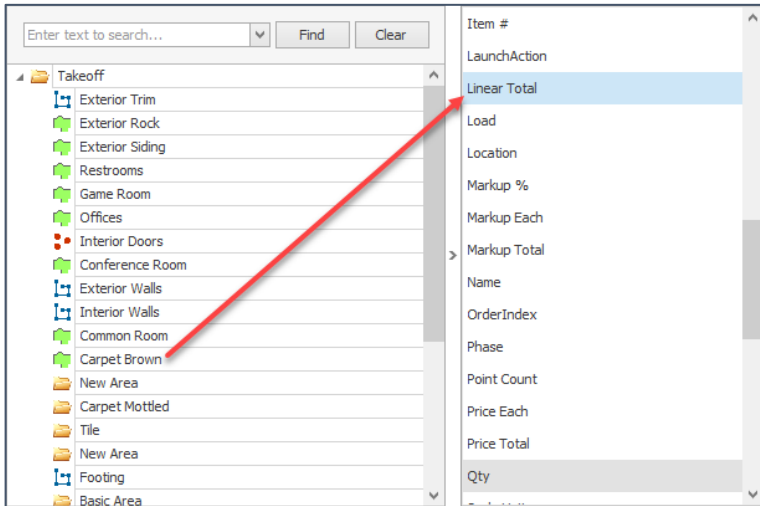 Enter text to search...
Find
Clear
Takeoff
Exterior Trim
Exterior Rock
Exterior Siding
Restrooms
Game Room
Offices
Interior Doors
Conference Room
Exterior Walls
Interior Walls
Common Room
Carpet Brown
New Area
Carpet Mottled
Tile
New Area
Footing
Basic Area
Item #
LaunchAction
Linear Total
Load
Location
Markup %
Markup Each
Markup Total
Name
OrderIndex
Phase
Point Count
Price Each
Price Total
Qty